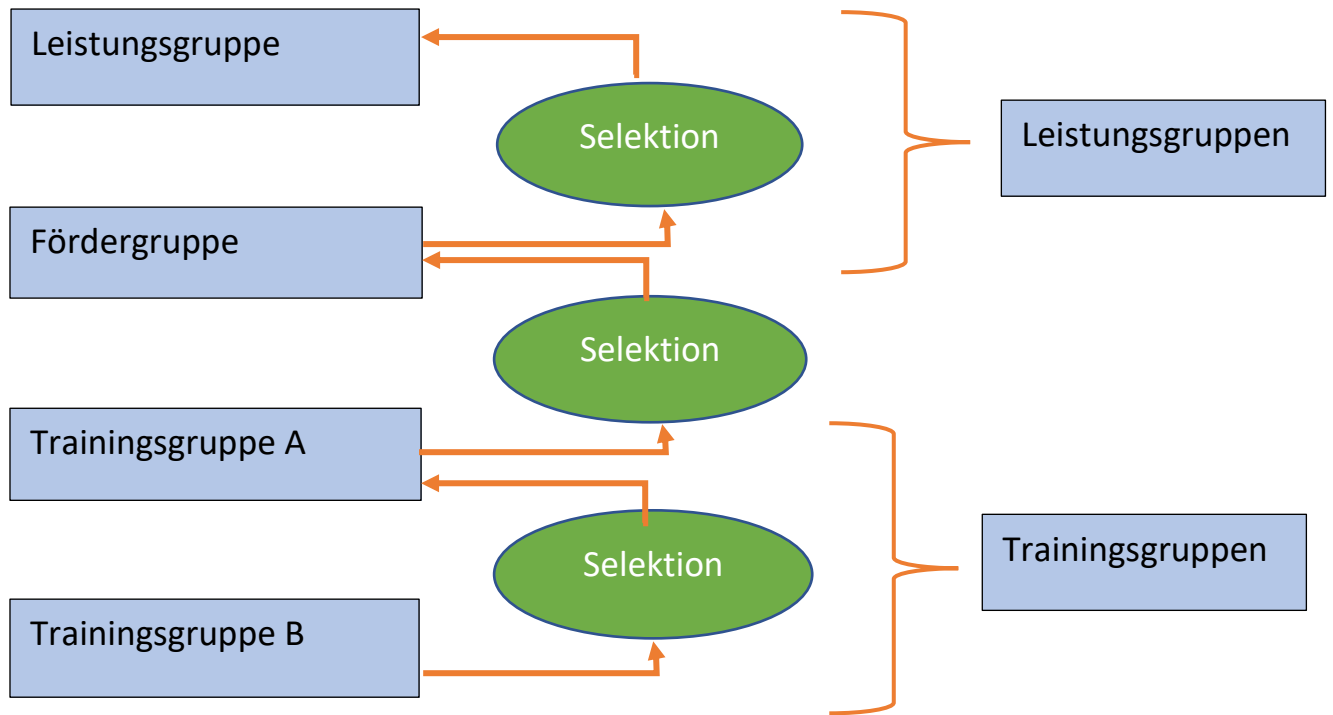 Leistungsgruppe
Selektion
Leistungsgruppen
Fördergruppe
Selektion
Trainingsgruppe A
Trainingsgruppen
Selektion
Trainingsgruppe B